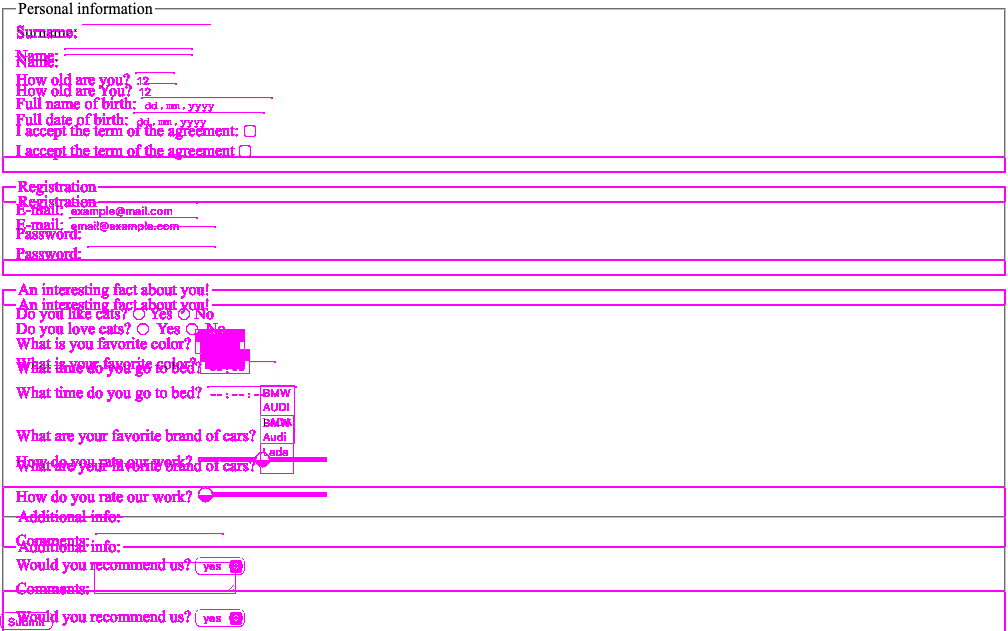 Personal information
Surname:
Name:
Name:
How old are you? 12
How old are You? 12
Full name of birth: dd.mm.yyyy
Full date of birth: dd.mm.yyyy
I accept the term of the agreement:
I accept the term of the agreement
Registration
Registration
E-mail: example@mail.com
E-mail: email@example.com
Password:
Password:
An interesting fact about you!
An interesting fact about you!
Do you like cats? Yes No
Do you love cats? Yes No
What is you favorite color?
What is your favorite color?
What time do you go to bed?
What time do you go to bed? --:--
BMW
AUDI
BMW
What are your favorite brand of cars? Audi
Lada
How do you rate our work?
What are your favorite brand of cars?
How do you rate our work?
Additional info:
Comments:
Additional info:
Would you recommend us? yes
Comments:
Would you recommend us? yes
Submit